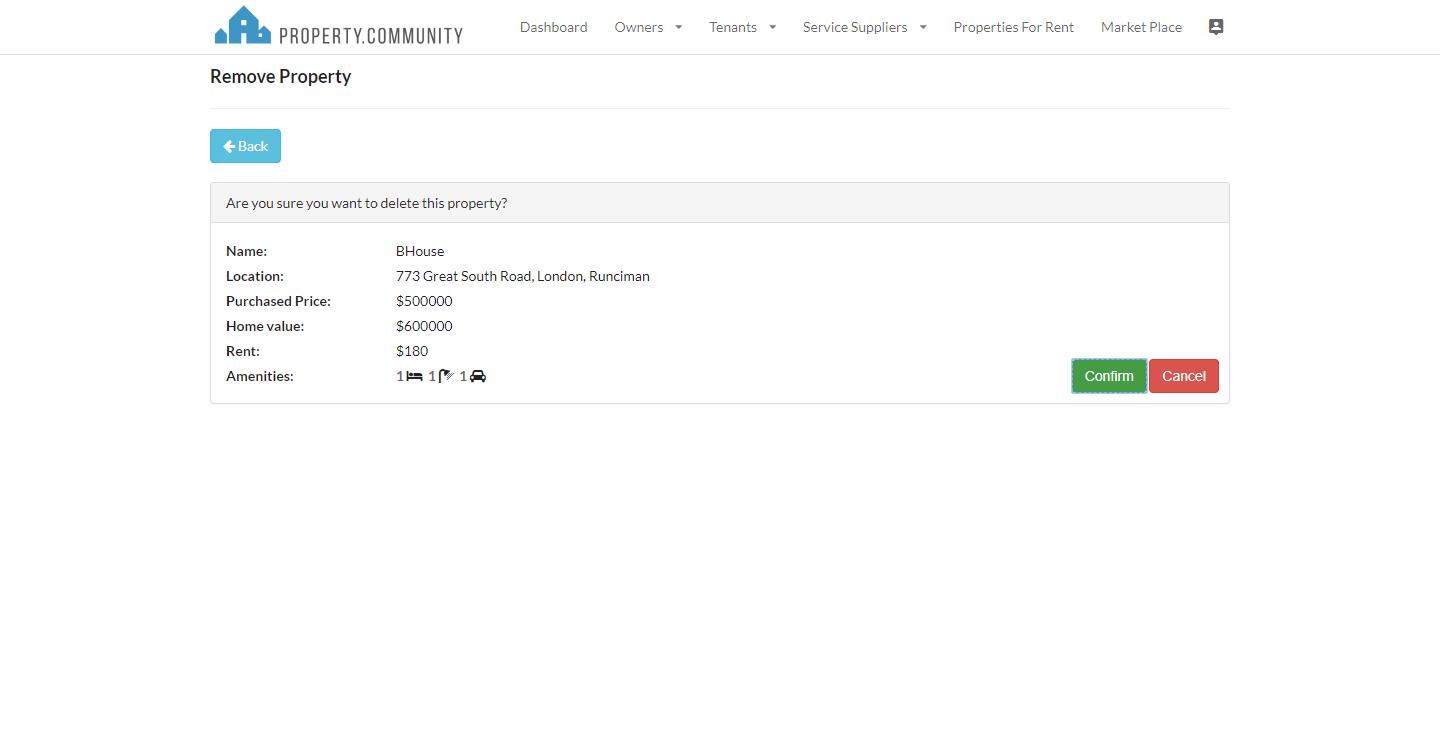 PROPERTY.COMMUNITY Dashboard Owners Tenants Service Suppliers Properties For Rent Market Place
Remove Property
Back
Are you sure you want to delete this property?
Name: BHouse
Location: 773 Great South Road, London, Runciman
Purchased Price: $500000
Home value: $600000
Rent: $180
Amenities: 1 1 1 Confirm Cancel